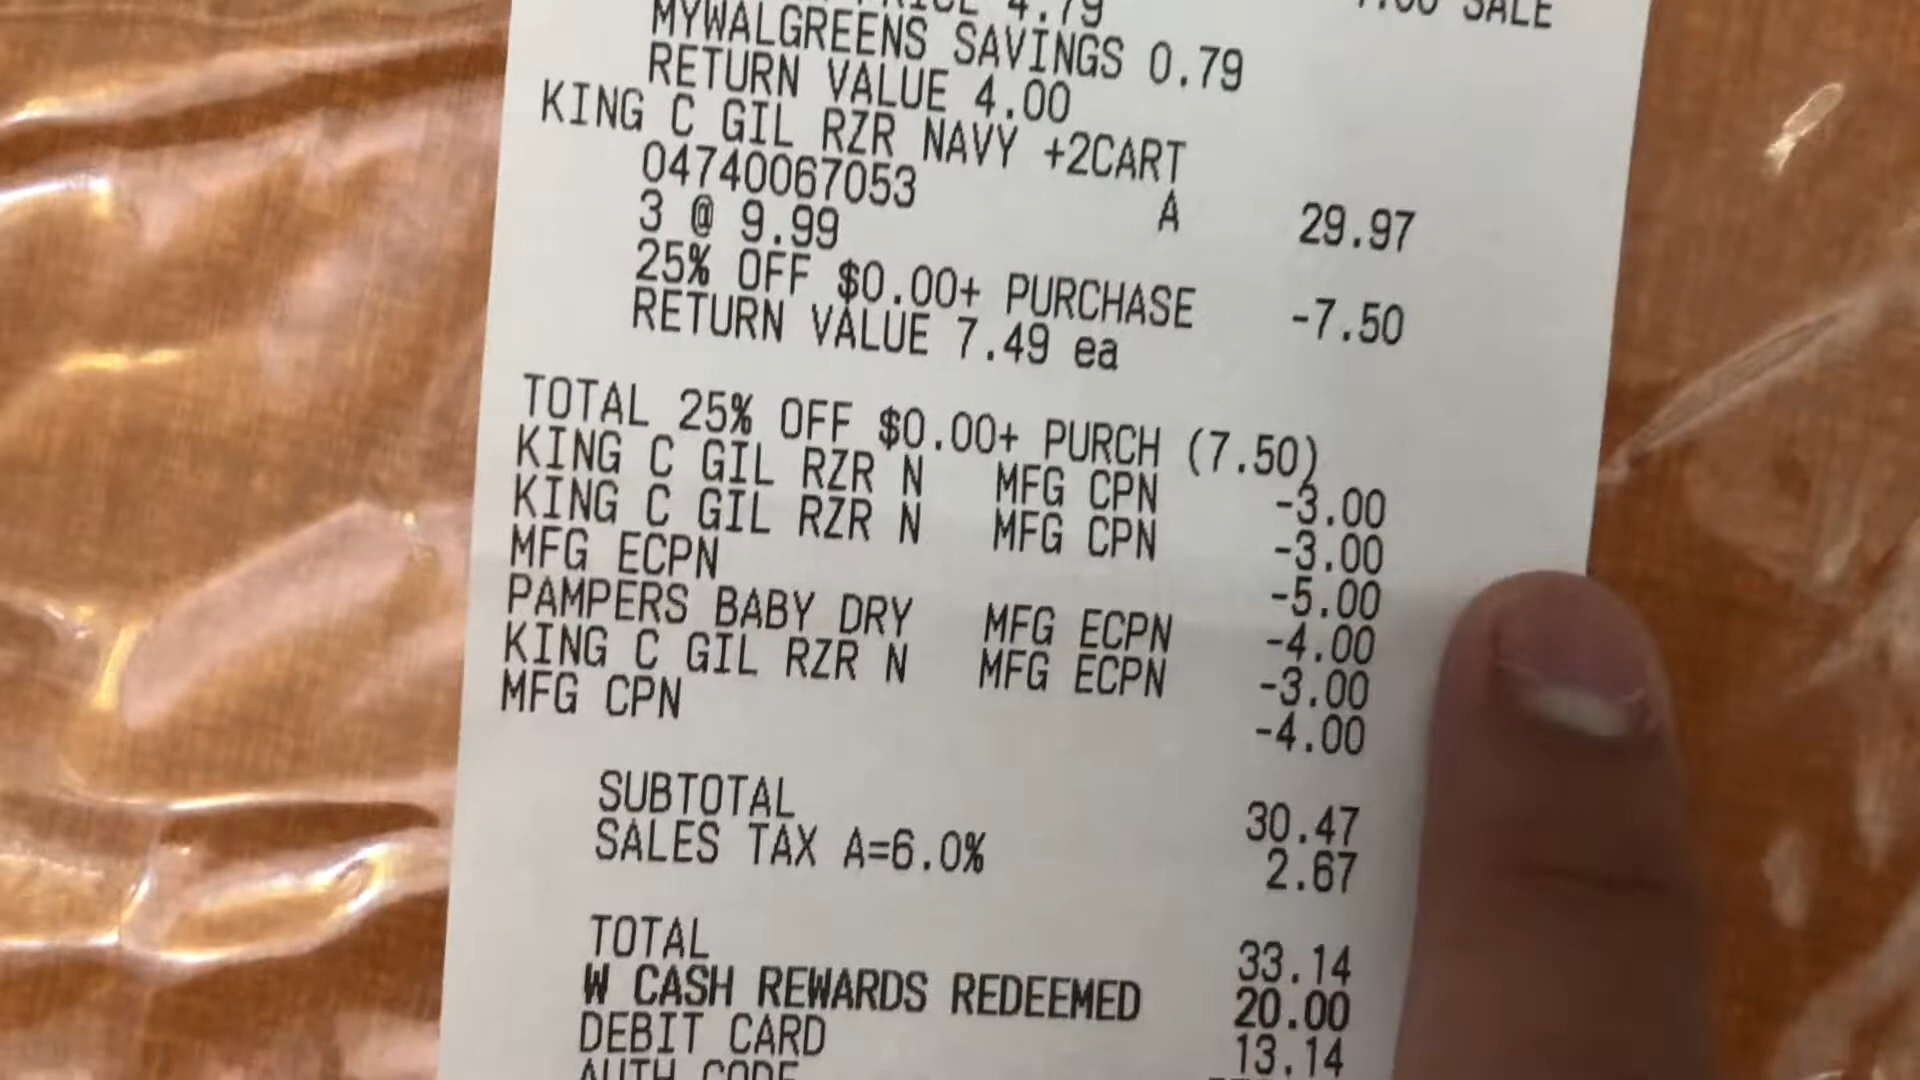 4.79 SALE
MYWALGREENS SAVINGS 0.79
RETURN VALUE 4.00
KING C GIL RZR NAVY +2CART
04740067053 A 29.97
3 @ 9.99
25% OFF $0.00+ PURCHASE -7.50
RETURN VALUE 7.49 ea
TOTAL 25% OFF $0.00+ PURCH (7.50)
KING C GIL RZR N MFG CPN -3.00
KING C GIL RZR N MFG CPN -3.00
MFG ECPN -5.00
PAMPERS BABY DRY MFG ECPN -4.00
KING C GIL RZR N MFG ECPN -3.00
MFG CPN -4.00
SUBTOTAL 30.47
SALES TAX A=6.0% 2.67
TOTAL 33.14
W CASH REWARDS REDEEMED 20.00
DEBIT CARD 13.14
AUTH CODE